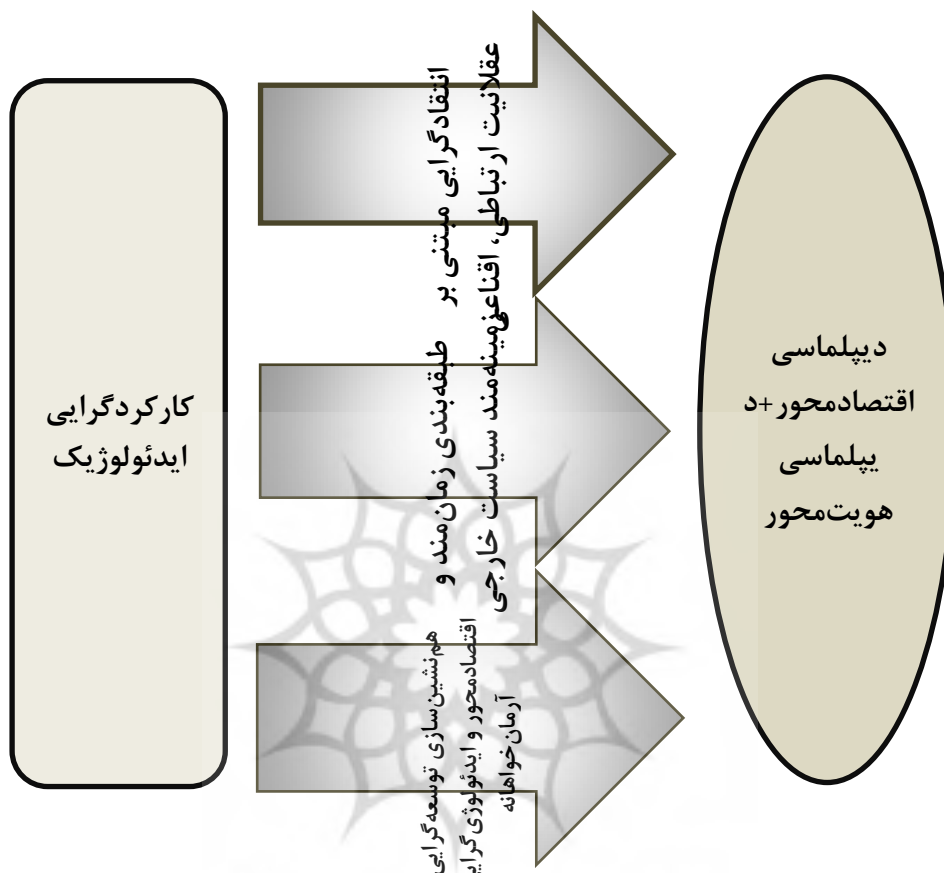 کارکردگرایی
ایدئولوژیک
انتقادگرایی مبتنی بر
عقلانیت ارتباطی، اقناعی
طبقه‌بندی زمان‌مند و
زمینه‌مند سیاست خارجی
هم‌نشین‌سازی توسعه‌گرایی
اقتصادمحور و ایدئولوژی‌گرایی
آرمان‌خواهانه
دیپلماسی
اقتصادمحور+د
یپلماسی
هویت‌محور